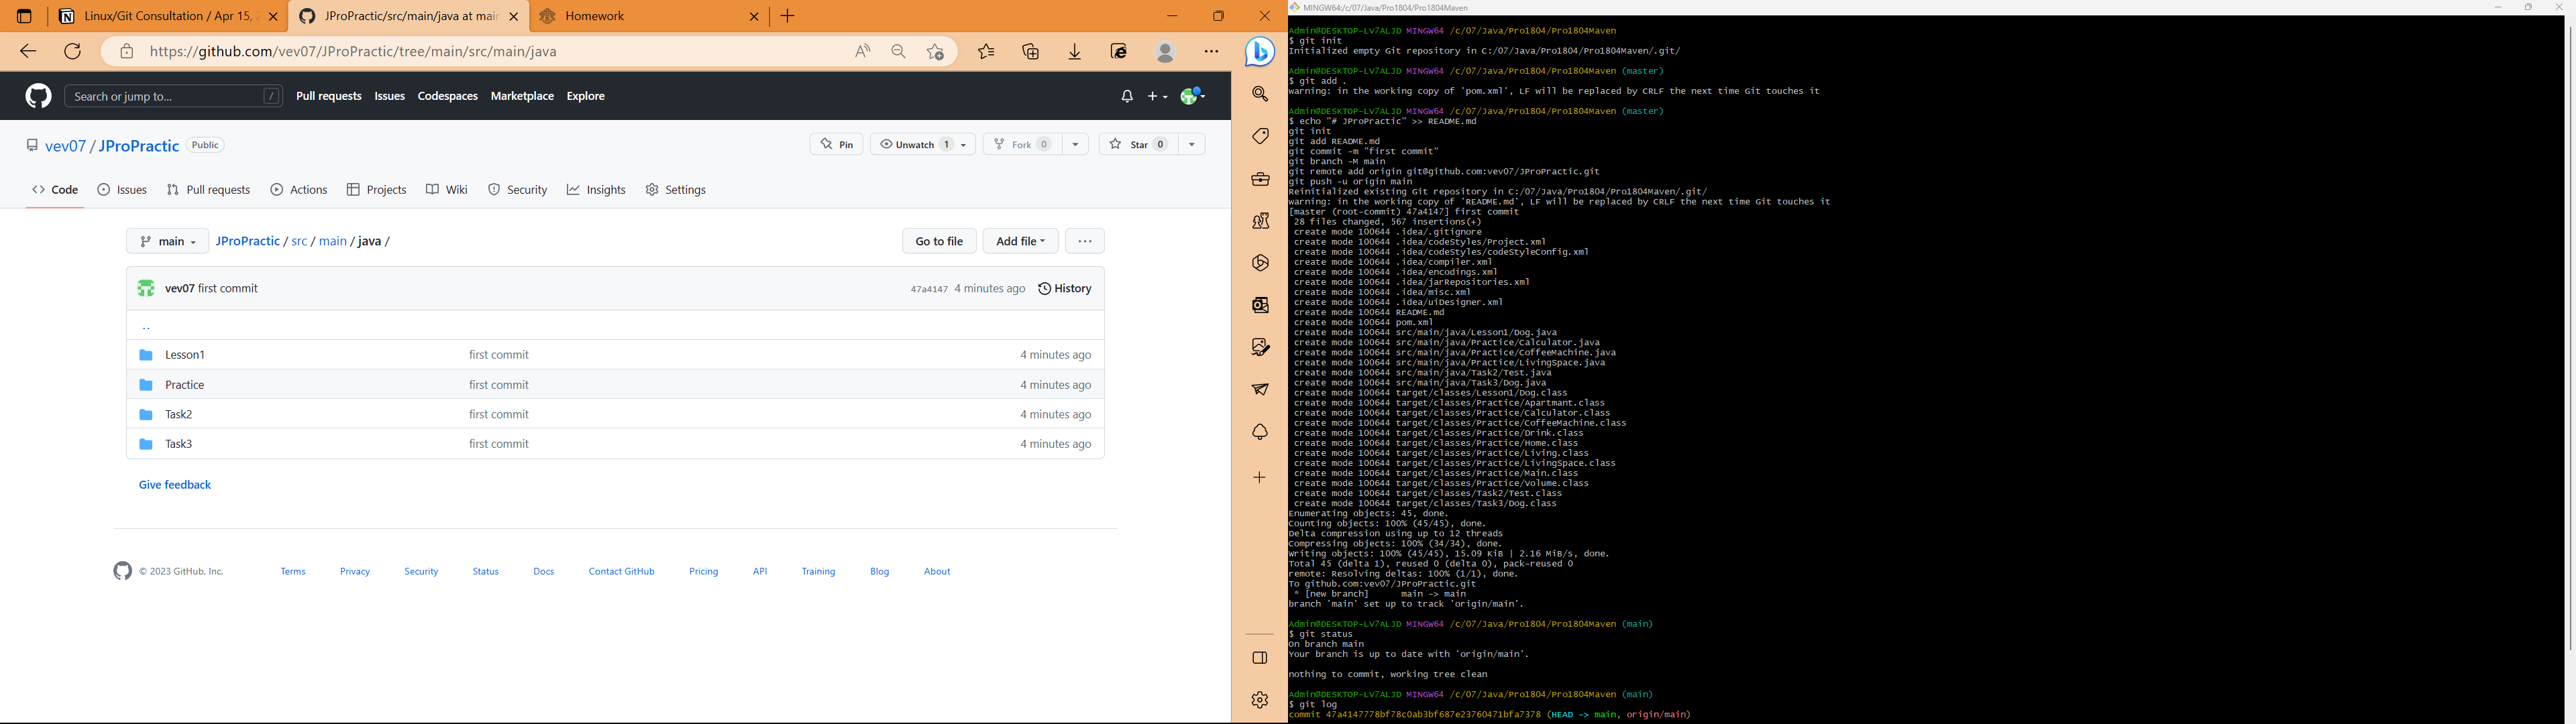 Linux/Git Consultation / Apr 15, 2
JProPractic/src/main/java at main
Homework
https://github.com/vev07/JProPractic/tree/main/src/main/java
Search or jump to...
/
Pull requests
Issues
Codespaces
Marketplace
Explore
vev07 / JProPractic
Public
Pin
Unwatch 1
Fork 0
Star 0
Code
Issues
Pull requests
Actions
Projects
Wiki
Security
Insights
Settings
main
JProPractic / src / main / java /
Go to file
Add file
vev07 first commit
47a4147 4 minutes ago
History
..
Lesson1 first commit 4 minutes ago
Practice first commit 4 minutes ago
Task2 first commit 4 minutes ago
Task3 first commit 4 minutes ago
Give feedback
© 2023 GitHub, Inc.
Terms
Privacy
Security
Status
Docs
Contact GitHub
Pricing
API
Training
Blog
About
MINGW64:/c/07/Java/Pro1804/Pro1804Maven
Admin@DESKTOP-LV7ALJD MINGW64 /c/07/Java/Pro1804/Pro1804Maven
$ git init
Initialized empty Git repository in C:/07/Java/Pro1804/Pro1804Maven/.git/
Admin@DESKTOP-LV7ALJD MINGW64 /c/07/Java/Pro1804/Pro1804Maven (master)
$ git add .
warning: in the working copy of 'pom.xml', LF will be replaced by CRLF the next time Git touches it
Admin@DESKTOP-LV7ALJD MINGW64 /c/07/Java/Pro1804/Pro1804Maven (master)
$ echo "# JProPractic" >> README.md
git init
git add README.md
git commit -m "first commit"
git branch -M main
git remote add origin git@github.com:vev07/JProPractic.git
git push -u origin main
Reinitialized existing Git repository in C:/07/Java/Pro1804/Pro1804Maven/.git/
warning: in the working copy of 'README.md', LF will be replaced by CRLF the next time Git touches it
[master (root-commit) 47a4147] first commit
28 files changed, 567 insertions(+)
create mode 100644 .idea/.gitignore
create mode 100644 .idea/codeStyles/Project.xml
create mode 100644 .idea/codeStyles/codeStyleConfig.xml
create mode 100644 .idea/compiler.xml
create mode 100644 .idea/encodings.xml
create mode 100644 .idea/jarRepositories.xml
create mode 100644 .idea/misc.xml
create mode 100644 .idea/uiDesigner.xml
create mode 100644 README.md
create mode 100644 pom.xml
create mode 100644 src/main/java/Lesson1/Dog.java
create mode 100644 src/main/java/Practice/Calculator.java
create mode 100644 src/main/java/Practice/CoffeeMachine.java
create mode 100644 src/main/java/Practice/LivingSpace.java
create mode 100644 src/main/java/Task2/Test.java
create mode 100644 src/main/java/Task3/Dog.java
create mode 100644 target/classes/Lesson1/Dog.class
create mode 100644 target/classes/Practice/Apartmant.class
create mode 100644 target/classes/Practice/Calculator.class
create mode 100644 target/classes/Practice/CoffeeMachine.class
create mode 100644 target/classes/Practice/Drink.class
create mode 100644 target/classes/Practice/Home.class
create mode 100644 target/classes/Practice/Living.class
create mode 100644 target/classes/Practice/LivingSpace.class
create mode 100644 target/classes/Practice/Main.class
create mode 100644 target/classes/Practice/Volume.class
create mode 100644 target/classes/Task2/Test.class
create mode 100644 target/classes/Task3/Dog.class
Enumerating objects: 45, done.
Counting objects: 100% (45/45), done.
Delta compression using up to 12 threads
Compressing objects: 100% (34/34), done.
Writing objects: 100% (45/45), 15.09 KiB | 2.16 MiB/s, done.
Total 45 (delta 1), reused 0 (delta 0), pack-reused 0
remote: Resolving deltas: 100% (1/1), done.
To github.com:vev07/JProPractic.git
* [new branch] main -> main
branch 'main' set up to track 'origin/main'.
Admin@DESKTOP-LV7ALJD MINGW64 /c/07/Java/Pro1804/Pro1804Maven (main)
$ git status
On branch main
Your branch is up to date with 'origin/main'.
nothing to commit, working tree clean
Admin@DESKTOP-LV7ALJD MINGW64 /c/07/Java/Pro1804/Pro1804Maven (main)
$ git log
commit 47a4147778bf78c0ab3bf687e23760471bfa7378 (HEAD -> main, origin/main)